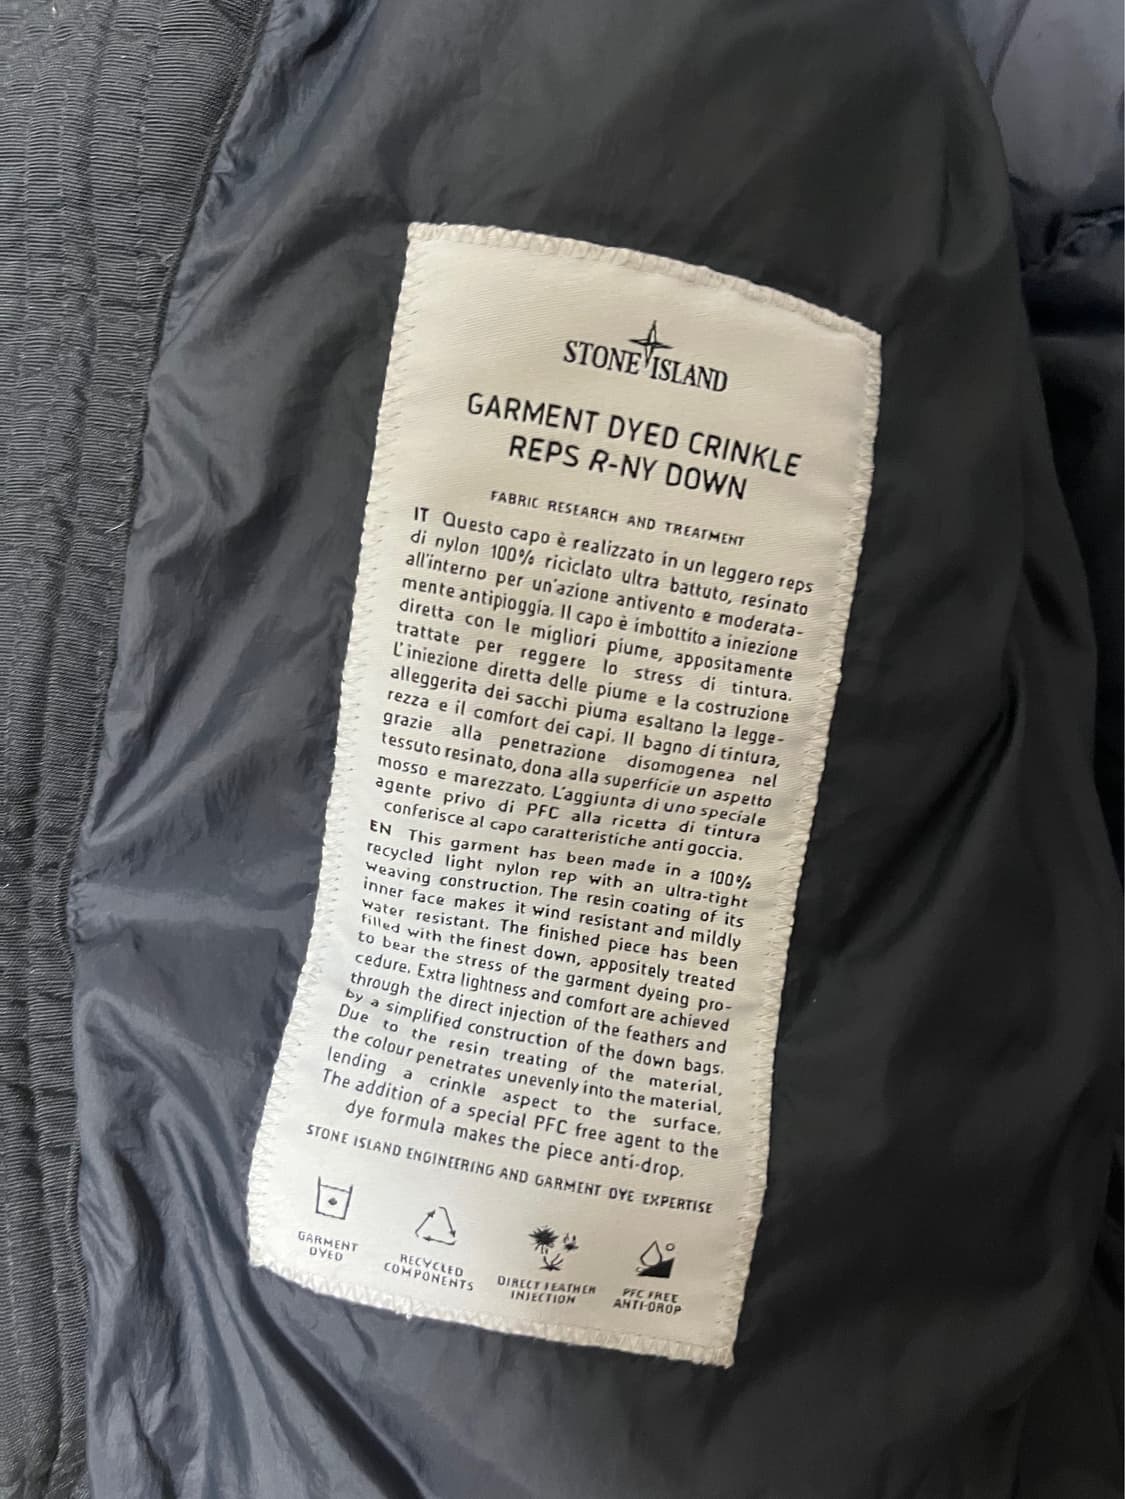 STONE ISLAND
GARMENT DYED CRINKLE
REPS R-NY DOWN
FABRIC RESEARCH AND TREATMENT
IT Questo capo è realizzato in un leggero reps
di nylon 100% riciclato ultra battuto, resinato
all'interno per un'azione antivento e moderata-
mente antipioggia. Il capo è imbottito a iniezione
diretta con le migliori piume, appositamente
trattate per reggere lo stress di tintura.
L'iniezione diretta delle piume e la costruzione
alleggerita dei sacchi piuma esaltano la legge-
rezza e il comfort dei capi. Il bagno di tintura,
grazie alla penetrazione disomogenea nel
tessuto resinato, dona alla superficie un aspetto
mosso e marezzato. L'aggiunta di uno speciale
agente privo di PFC alla ricetta di tintura
conferisce al capo caratteristiche anti goccia.
EN This garment has been made in a 100%
recycled light nylon rep with an ultra-tight
weaving construction. The resin coating of its
inner face makes it wind resistant and mildly
water resistant. The finished piece has been
filled with the finest down, appositely treated
to bear the stress of the garment dyeing pro-
cedure. Extra lightness and comfort are achieved
through the direct injection of the feathers and
by a simplified construction of the down bags.
Due to the resin treating of the material,
the colour penetrates unevenly into the material,
lending a crinkle aspect to the surface.
The addition of a special PFC free agent to the
dye formula makes the piece anti-drop.
STONE ISLAND ENGINEERING AND GARMENT DYE EXPERTISE
GARMENT
DYED
RECYCLED
COMPONENTS
DIRECT FEATHER
INJECTION
PFC FREE
ANTI-DROP